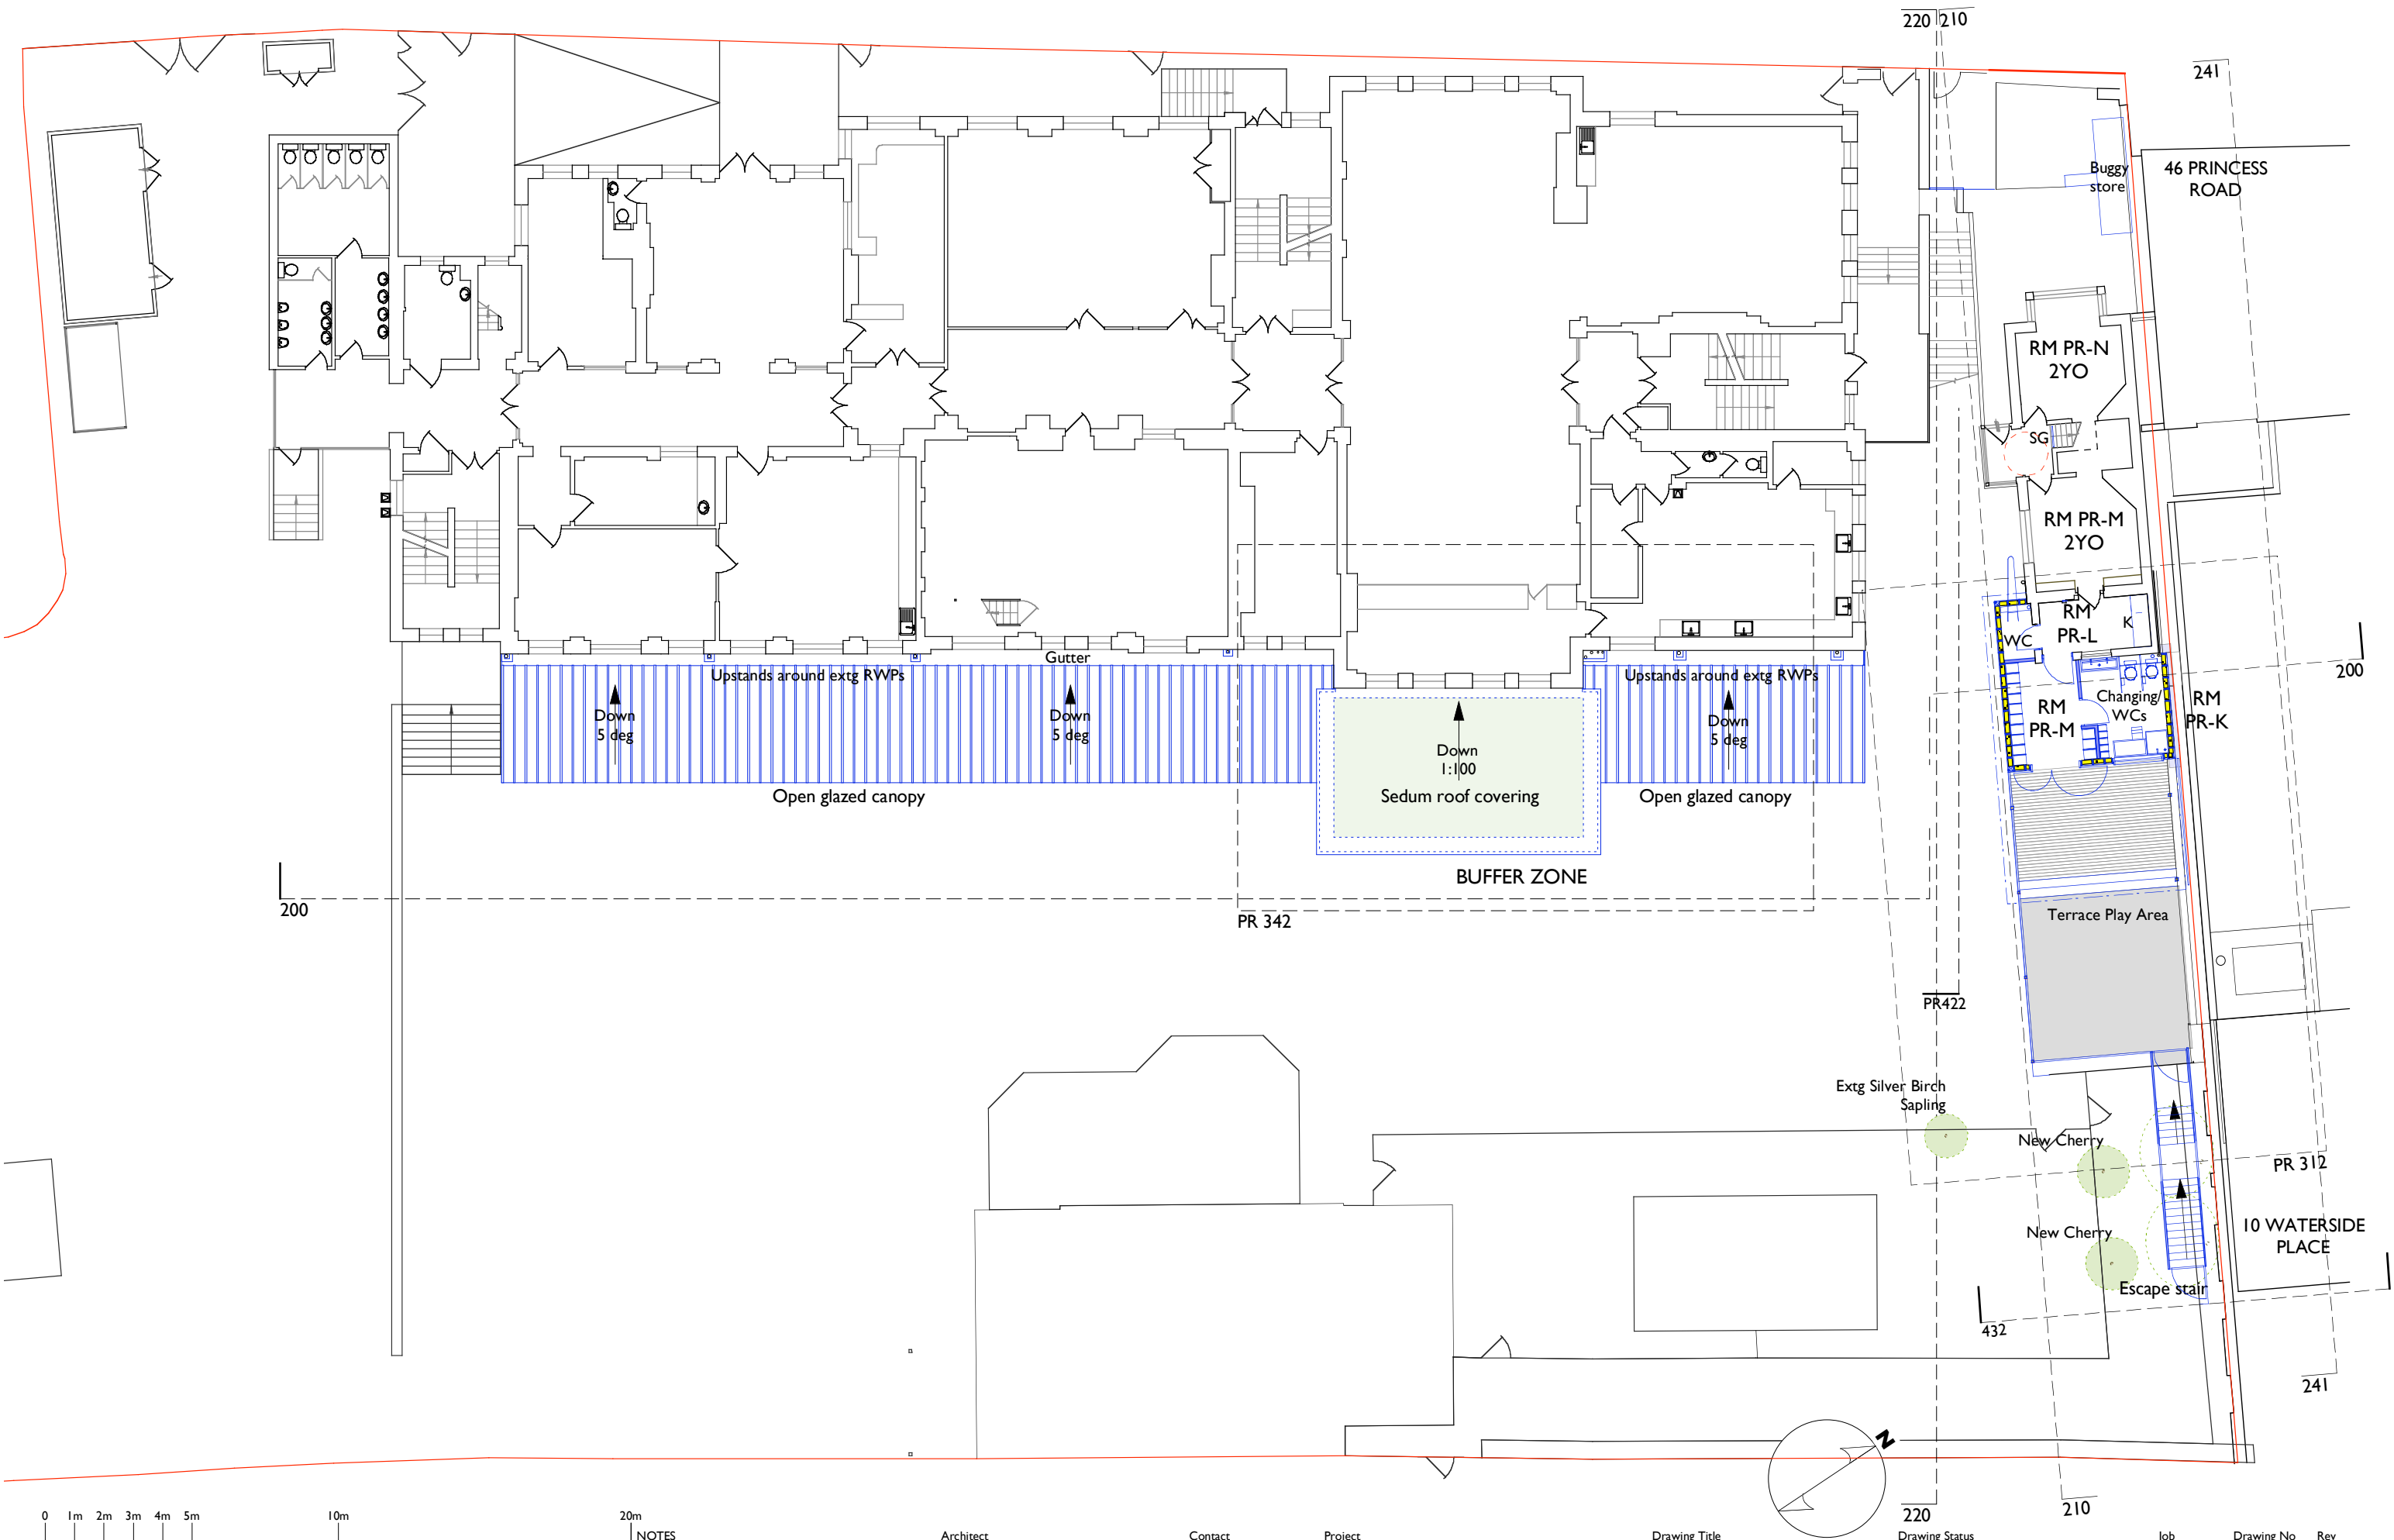 220
210
241
Buggy
store
46 PRINCESS
ROAD
RM PR-N
2YO
SG
RM PR-M
2YO
RM
PR-L
K
WC
Gutter
Upstands around extg RWPs
Upstands around extg RWPs
200
Changing/
WCs
RM
PR-K
RM
PR-M
Down
5 deg
Down
5 deg
Down
5 deg
Down
1:100
Open glazed canopy
Sedum roof covering
Open glazed canopy
BUFFER ZONE
200
PR 342
Terrace Play Area
PR422
Extg Silver Birch
Sapling
New Cherry
PR 312
New Cherry
10 WATERSIDE
PLACE
Escape stair
432
241
N
220
210
0 1m 2m 3m 4m 5m 10m 20m
NOTES
Architect
Contact
Project
Drawing Title
Drawing Status
Job
Drawing No
Rev